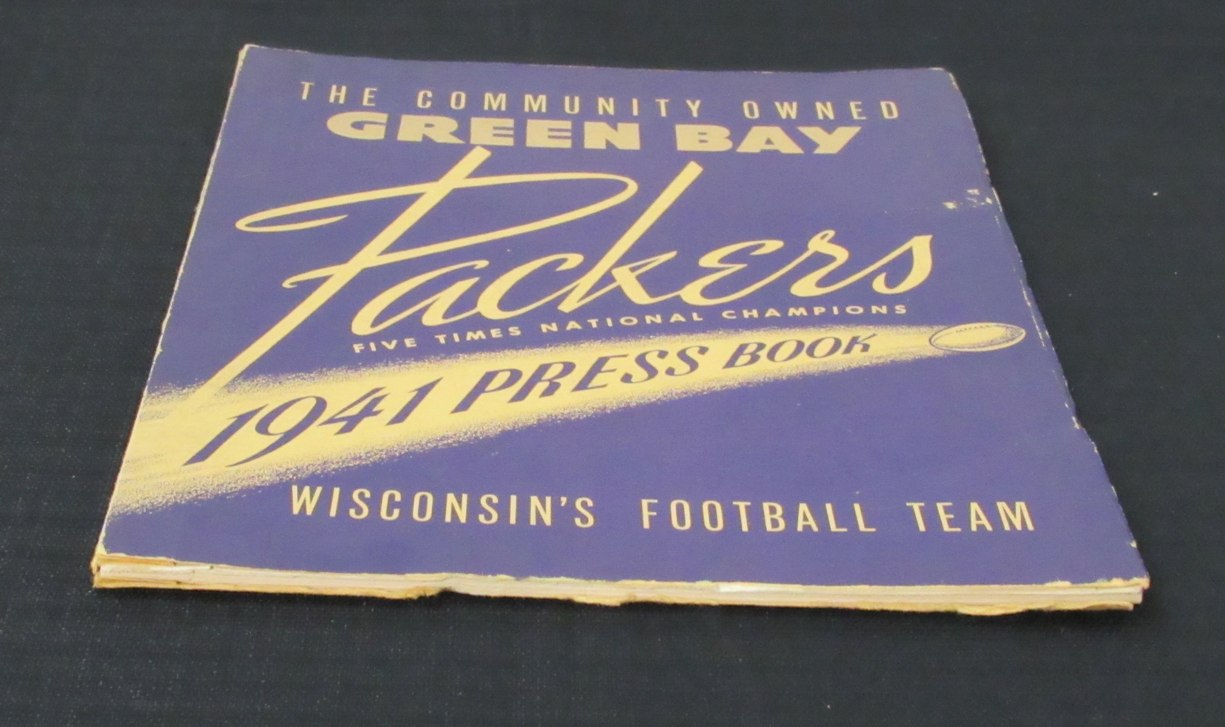 THE COMMUNITY OWNED
GREEN BAY
Packers
FIVE TIMES NATIONAL CHAMPIONS
1941 PRESS BOOK
WISCONSIN'S FOOTBALL TEAM